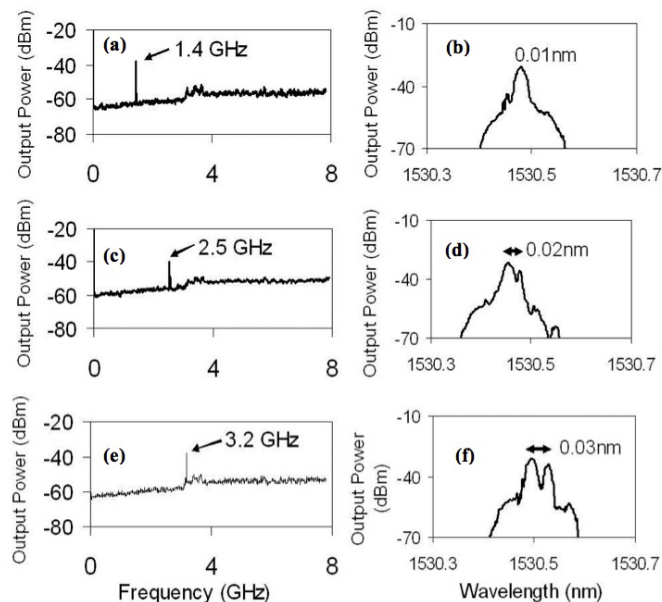 Output Power (dBm)
-20
-40
-60
-80
(a)
1.4 GHz
0
4
8
Output Power (dBm)
-10
-40
-70
(b)
0.01nm
1530.3
1530.5
1530.7
Output Power (dBm)
-20
-40
-60
-80
(c)
2.5 GHz
0
4
8
Output Power (dBm)
-10
-40
-70
(d)
0.02nm
1530.3
1530.5
1530.7
Output Power (dBm)
-20
-40
-60
-80
(e)
3.2 GHz
0
4
8
Frequency (GHz)
Output Power
(dBm)
-10
-40
-70
(f)
0.03nm
1530.3
1530.5
1530.7
Wavelength (nm)